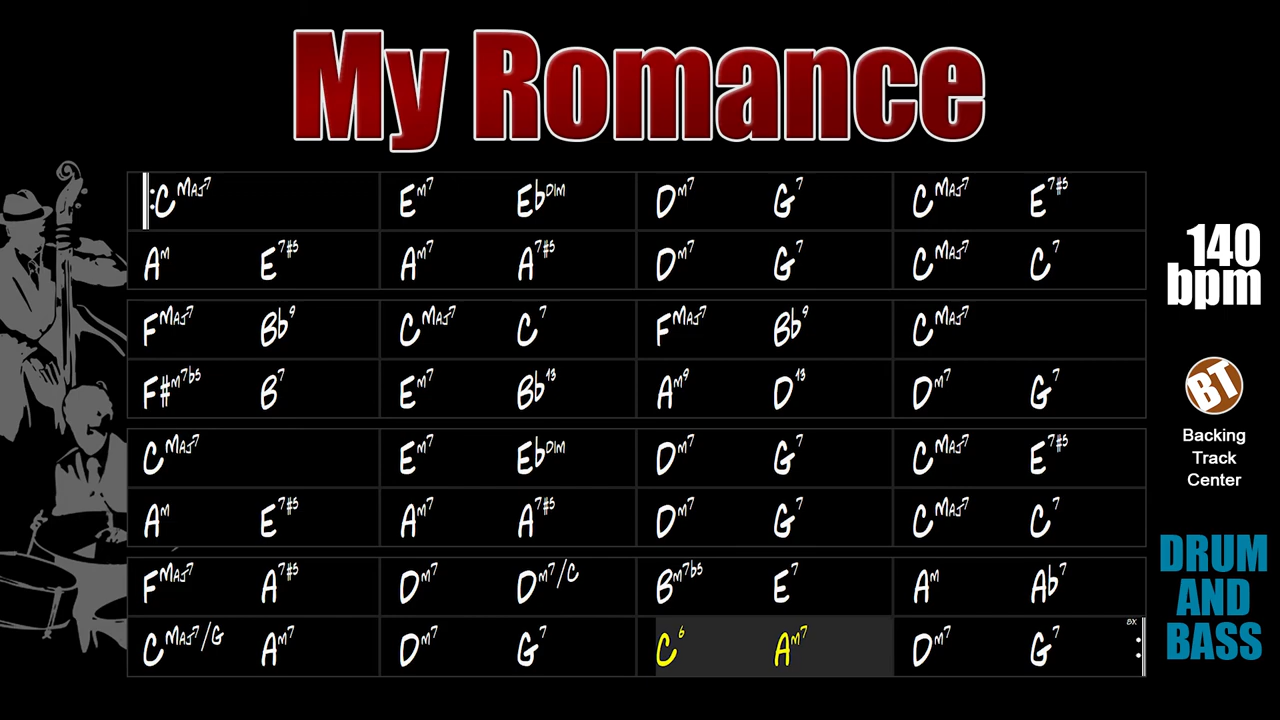 My Romance
𝄆 CMaj7 Em7 EbDim Dm7 G7 CMaj7 E7#5
Am E7#5 Am7 A7#5 Dm7 G7 CMaj7 C7
FMaj7 Bb9 CMaj7 C7 FMaj7 Bb9 CMaj7
F#m7b5 B7 Em7 Bb13 Am9 D13 Dm7 G7
CMaj7 Em7 EbDim Dm7 G7 CMaj7 E7#5
Am E7#5 Am7 A7#5 Dm7 G7 CMaj7 C7
FMaj7 A7#5 Dm7 Dm7/C Bm7b5 E7 Am Ab7
CMaj7/G Am7 Dm7 G7 C6 Am7 Dm7 G7 𝄇
140
bpm
BT
Backing
Track
Center
DRUM
AND
BASS